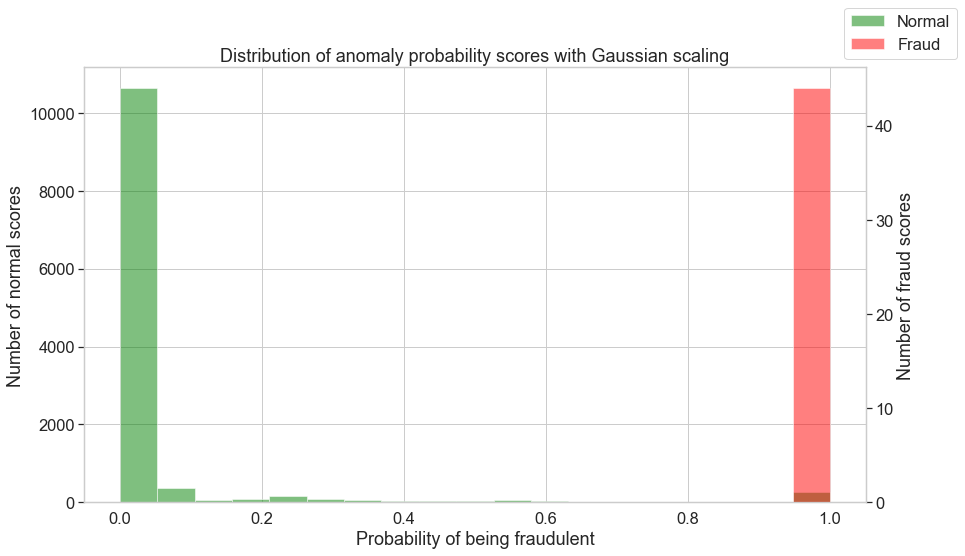 Normal
Fraud
Distribution of anomaly probability scores with Gaussian scaling
Number of normal scores
10000
8000
6000
4000
2000
0
40
30
20
10
0
Number of fraud scores
0.0 0.2 0.4 0.6 0.8 1.0
Probability of being fraudulent